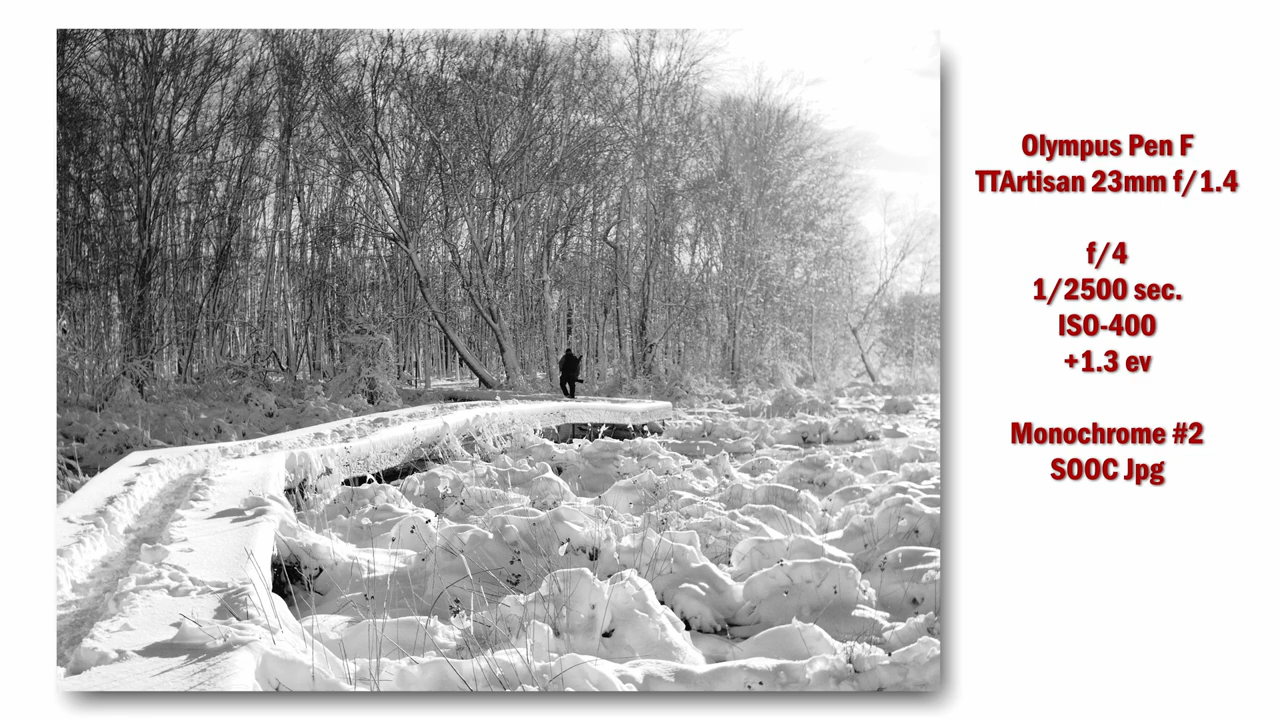 Olympus Pen F
TTArtisan 23mm f/1.4
f/4
1/2500 sec.
ISO-400
+1.3 ev
Monochrome #2
SOOC Jpg